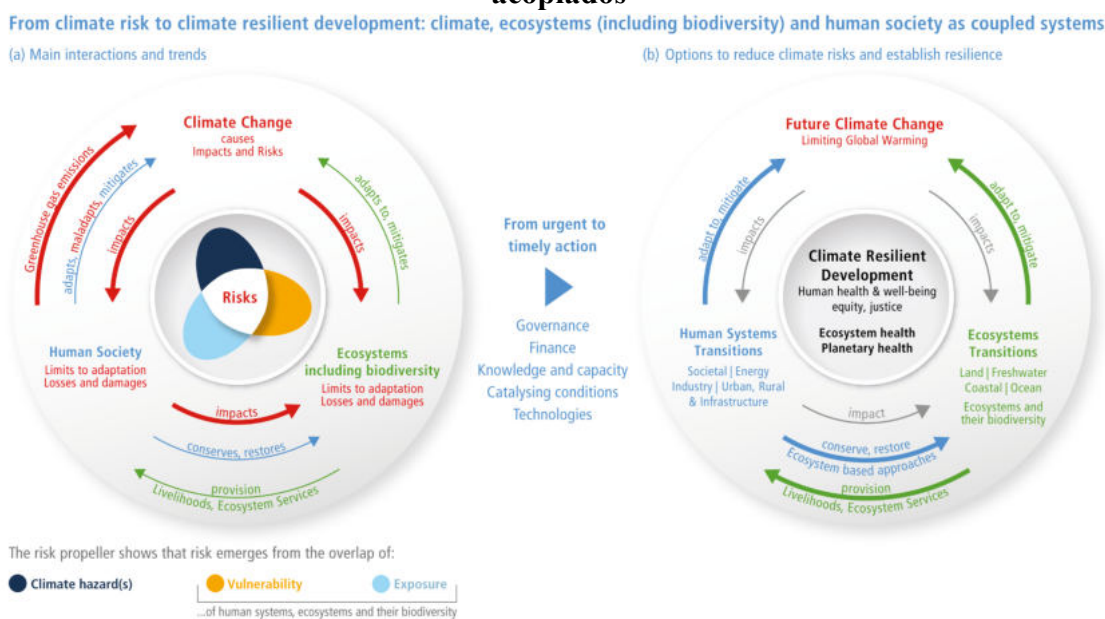 acoplados
From climate risk to climate resilient development: climate, ecosystems (including biodiversity) and human society as coupled systems
(a) Main interactions and trends
(b) Options to reduce climate risks and establish resilience
Climate Change
causes
Impacts and Risks
Greenhouse gas emissions
adapts, maladapts, mitigates
impacts
impacts
adapts to, mitigates
Risks
Human Society
Limits to adaptation
Losses and damages
Ecosystems
including biodiversity
Limits to adaptation
Losses and damages
impacts
conserves, restores
provision
Livelihoods, Ecosystem Services
From urgent to
timely action
Governance
Finance
Knowledge and capacity
Catalysing conditions
Technologies
Future Climate Change
Limiting Global Warming
adapt to, mitigate
impacts
impacts
adapt to, mitigate
Climate Resilient
Development
Human health & well-being
equity, justice
Ecosystem health
Planetary health
Human Systems
Transitions
Societal | Energy
Industry | Urban, Rural
& Infrastructure
Ecosystems
Transitions
Land | Freshwater
Coastal | Ocean
Ecosystems and
their biodiversity
impact
conserve, restore
Ecosystem based approaches
provision
Livelihoods, Ecosystem Services
The risk propeller shows that risk emerges from the overlap of:
Climate hazard(s)
Vulnerability
Exposure
...of human systems, ecosystems and their biodiversity